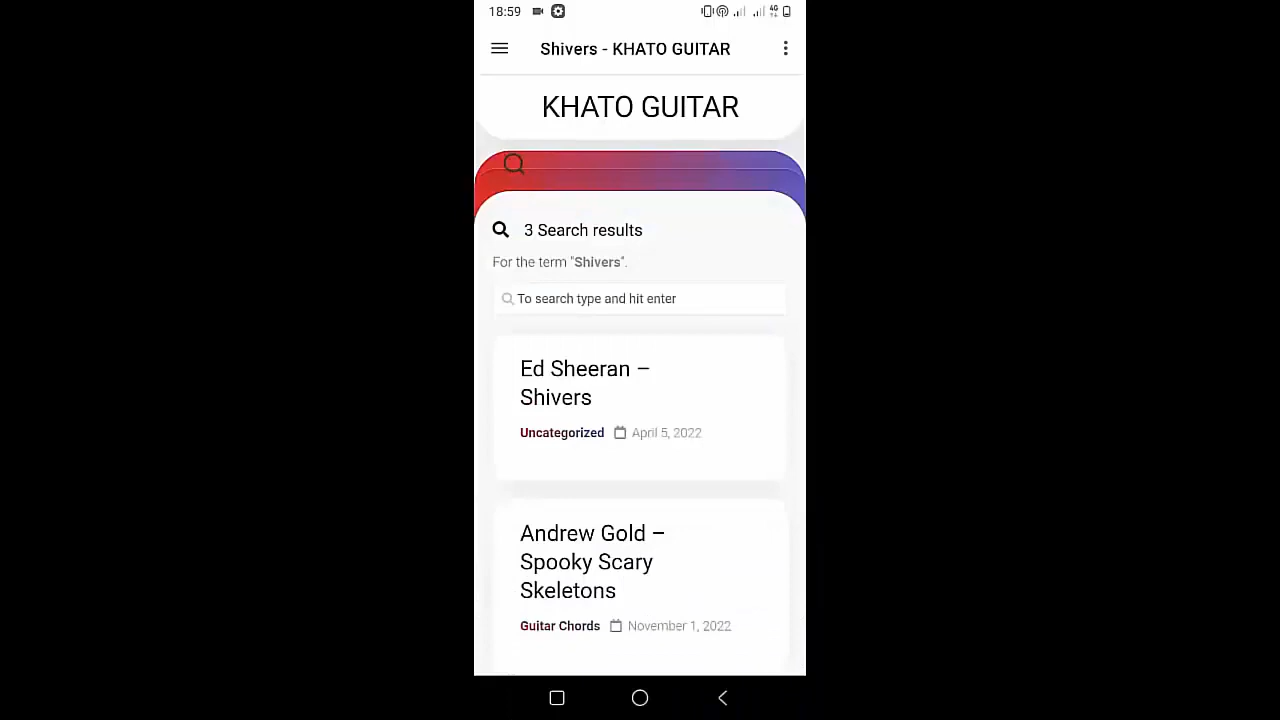 18:59
4G
Shivers - KHATO GUITAR
KHATO GUITAR
3 Search results
For the term "Shivers".
To search type and hit enter
Ed Sheeran –
Shivers
Uncategorized April 5, 2022
Andrew Gold –
Spooky Scary
Skeletons
Guitar Chords November 1, 2022